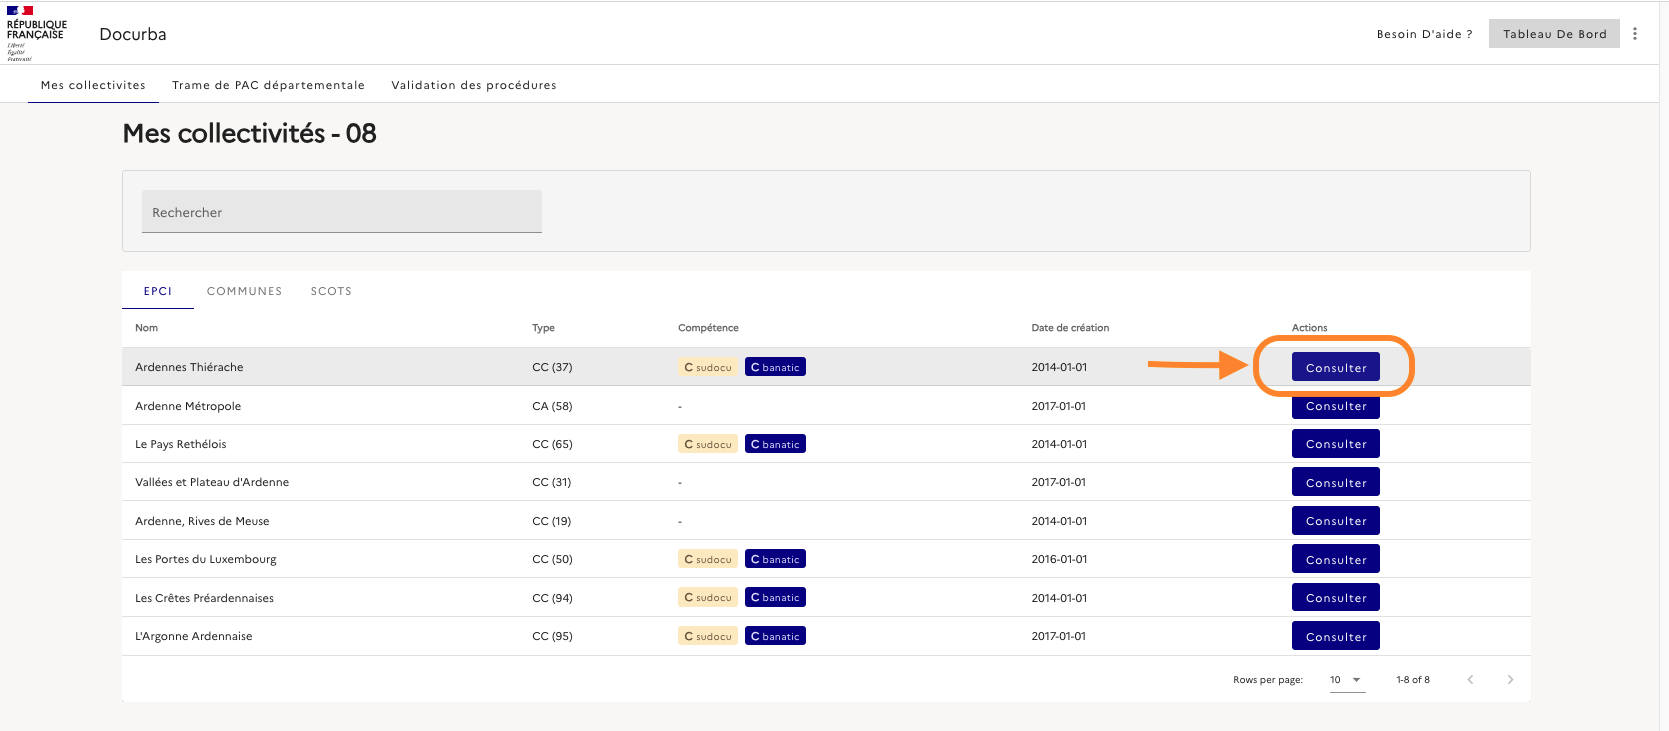 RÉPUBLIQUE
FRANÇAISE
Liberté
Égalité
Fraternité
Docurba
Besoin D'aide ?
Tableau De Bord
Mes collectivites
Trame de PAC départementale
Validation des procédures
Mes collectivités - 08
Rechercher
EPCI COMMUNES SCOTS
Nom Type Compétence Date de création Actions
Ardennes Thiérache CC (37) C sudocu C banatic 2014-01-01 Consulter
Ardenne Métropole CA (58) - 2017-01-01 Consulter
Le Pays Rethélois CC (65) C sudocu C banatic 2014-01-01 Consulter
Vallées et Plateau d'Ardenne CC (31) - 2017-01-01 Consulter
Ardenne, Rives de Meuse CC (19) - 2014-01-01 Consulter
Les Portes du Luxembourg CC (50) C sudocu C banatic 2016-01-01 Consulter
Les Crêtes Préardennaises CC (94) C sudocu C banatic 2014-01-01 Consulter
L'Argonne Ardennaise CC (95) C sudocu C banatic 2017-01-01 Consulter
Rows per page: 10 1-8 of 8